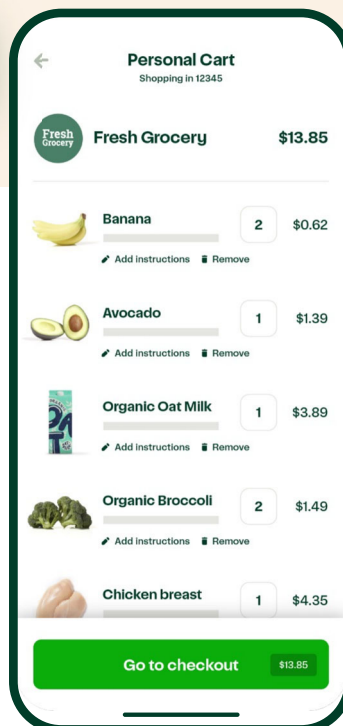 Personal Cart
Shopping in 12345
Fresh
Grocery
Fresh Grocery
$13.85
Banana
2
$0.62
Add instructions
Remove
Avocado
1
$1.39
Add instructions
Remove
Organic Oat Milk
1
$3.89
Add instructions
Remove
Organic Broccoli
2
$1.49
Add instructions
Remove
Chicken breast
1
$4.35
Go to checkout
$13.85